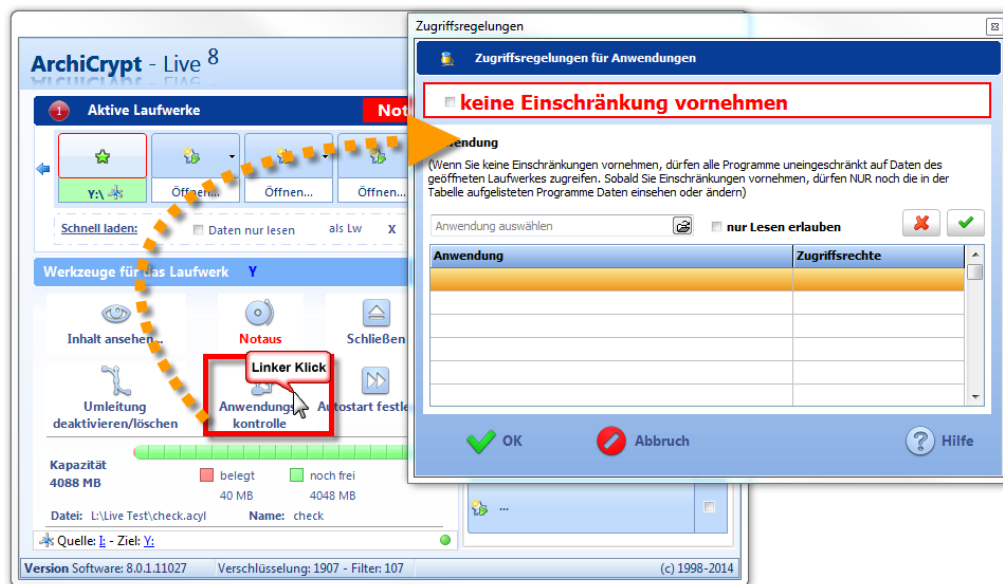 ArchiCrypt - Live 8
1 Aktive Laufwerke
Not
Y:\
Öffnen...
Öffnen...
Öffnen...
Schnell laden:
Daten nur lesen
als Lw X
Werkzeuge für das Laufwerk Y
Inhalt ansehen...
Notaus
Schließen
Linker Klick
Umleitung
deaktivieren/löschen
Anwendungs
kontrolle
Autostart festle
Kapazität
4088 MB
belegt
40 MB
noch frei
4048 MB
Datei: L:\Live Test\check.acyl
Name: check
Quelle: I: - Ziel: Y:
...
Version Software: 8.0.1.11027
Verschlüsselung: 1907 - Filter: 107
(c) 1998-2014
Zugriffsregelungen
Zugriffsregelungen für Anwendungen
keine Einschränkung vornehmen
endung
(Wenn Sie keine Einschränkungen vornehmen, dürfen alle Programme uneingeschränkt auf Daten des
geöffneten Laufwerkes zugreifen. Sobald Sie Einschränkungen vornehmen, dürfen NUR noch die in der
Tabelle aufgelisteten Programme Daten einsehen oder ändern)
Anwendung auswählen
nur Lesen erlauben
Anwendung
Zugriffsrechte
OK
Abbruch
? Hilfe